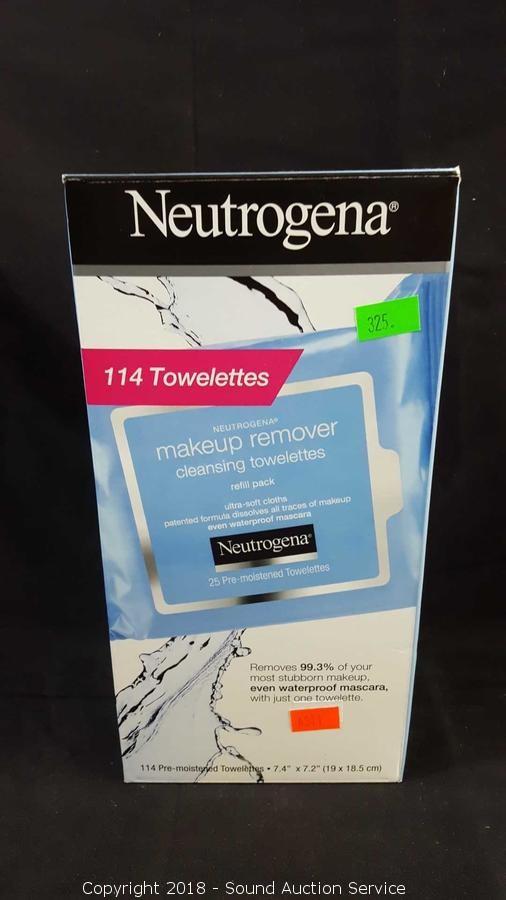 Neutrogena®
325.
114 Towelettes
NEUTROGENA®
makeup remover
cleansing towelettes
refill pack
ultra-soft cloths
patented formula dissolves all traces of makeup
even waterproof mascara
Neutrogena®
25 Pre-moistened Towelettes
Removes 99.3% of your
most stubborn makeup,
even waterproof mascara,
with just one towelette.
114 Pre-moistened Towelettes • 7.4" x 7.2" (19 x 18.5 cm)
Copyright 2018 - Sound Auction Service